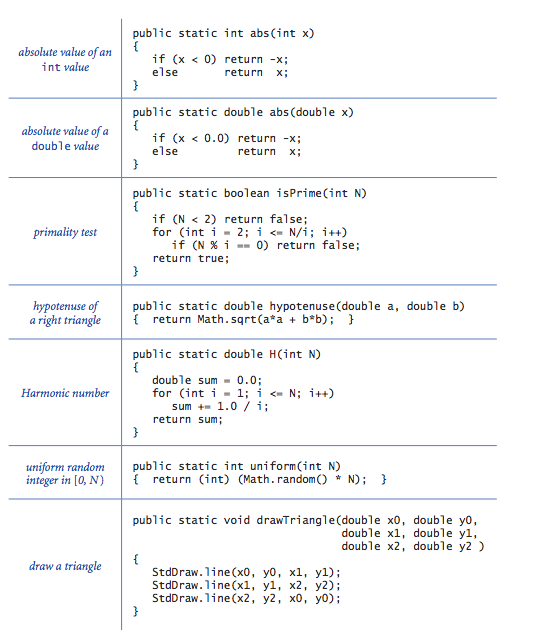 absolute value of an
int value
public static int abs(int x)
{
   if (x < 0) return -x;
   else       return  x;
}
absolute value of a
double value
public static double abs(double x)
{
   if (x < 0.0) return -x;
   else         return  x;
}
primality test
public static boolean isPrime(int N)
{
   if (N < 2) return false;
   for (int i = 2; i <= N/i; i++)
      if (N % i == 0) return false;
   return true;
}
hypotenuse of
a right triangle
public static double hypotenuse(double a, double b)
{  return Math.sqrt(a*a + b*b);  }
Harmonic number
public static double H(int N)
{
   double sum = 0.0;
   for (int i = 1; i <= N; i++)
      sum += 1.0 / i;
   return sum;
}
uniform random
integer in [0, N)
public static int uniform(int N)
{  return (int) (Math.random() * N);  }
draw a triangle
public static void drawTriangle(double x0, double y0,
                                double x1, double y1,
                                double x2, double y2 )
{
   StdDraw.line(x0, y0, x1, y1);
   StdDraw.line(x1, y1, x2, y2);
   StdDraw.line(x2, y2, x0, y0);
}